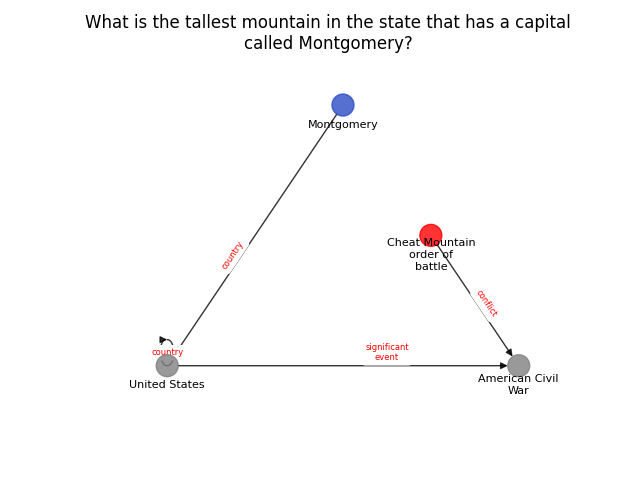 What is the tallest mountain in the state that has a capital
called Montgomery?
Montgomery
country
Cheat Mountain
order of
battle
conflict
country
significant
event
United States
American Civil
War